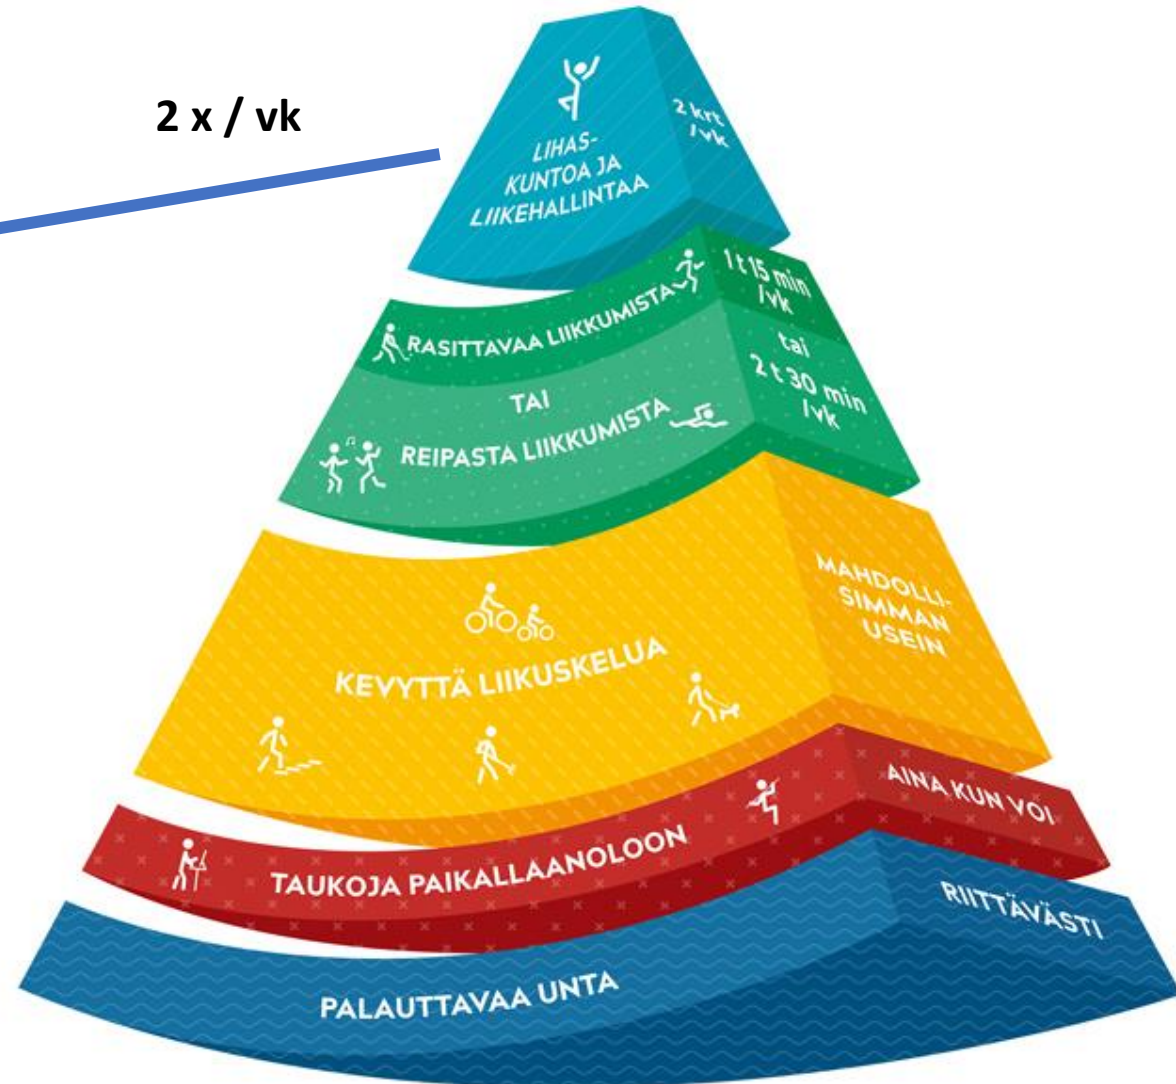 2 x / vk
LIHAS-
KUNTOA JA
LIIKEHALLINTAA
2 krt
/vk
RASITTAVAA LIIKKUMISTA
1 t 15 min
/vk
TAI
REIPASTA LIIKKUMISTA
tai
2 t 30 min
/vk
KEVYTTÄ LIIKUSKELUA
MAHDOLLI-
SIMMAN
USEIN
TAUKOJA PAIKALLAANOLOON
AINA KUN VOI
PALAUTTAVAA UNTA
RIITTÄVÄSTI